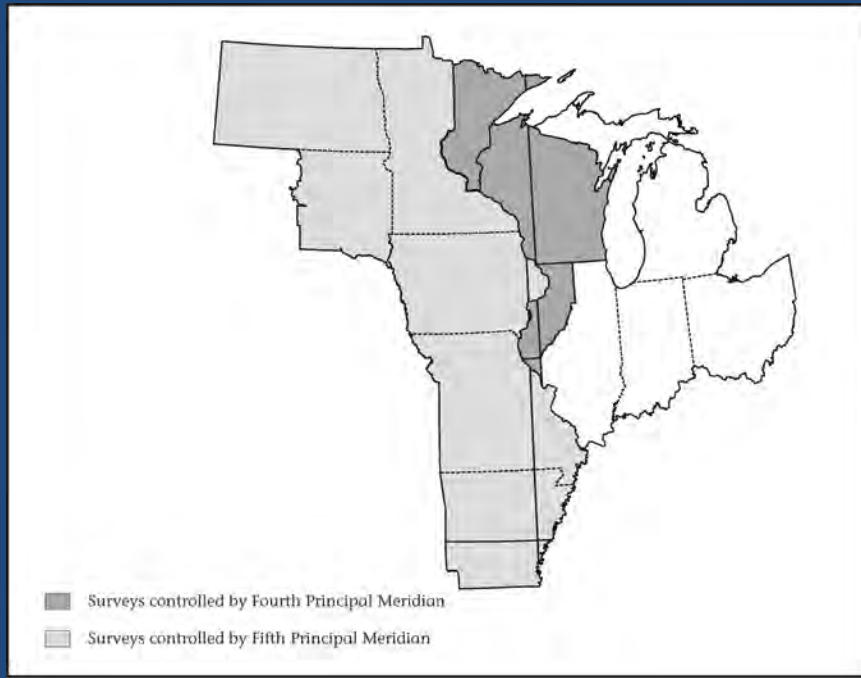 Surveys controlled by Fourth Principal Meridian
Surveys controlled by Fifth Principal Meridian